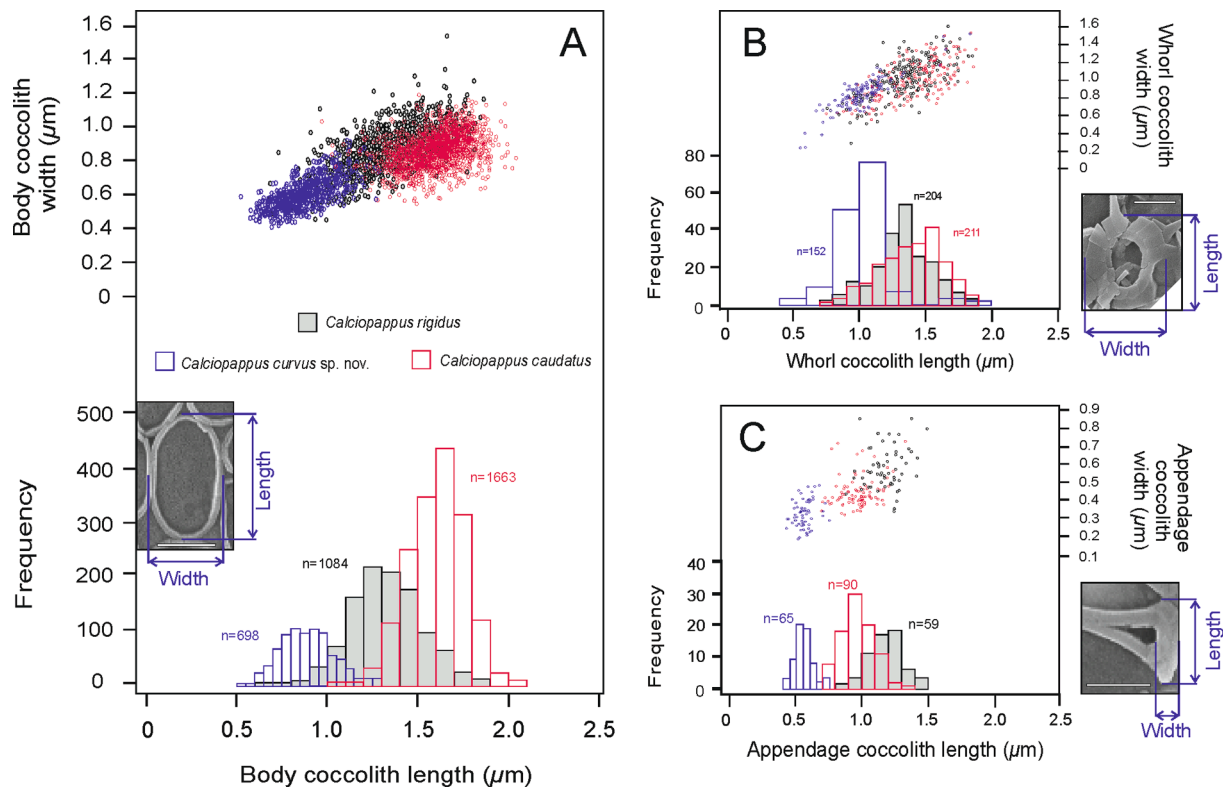 A
1.6
1.4
1.2
1.0
0.8
0.6
0.4
0.2
0
Body coccolith
width (µm)
Calciopappus rigidus
Calciopappus curvus sp. nov.
Calciopappus caudatus
500
400
300
200
100
0
Frequency
Length
Width
n=698
n=1084
n=1663
0 0.5 1.0 1.5 2.0 2.5
Body coccolith length (µm)
B
1.6
1.4
1.2
1.0
0.8
0.6
0.4
0.2
0
Whorl coccolith
width (µm)
80
60
40
20
0
Frequency
n=152
n=204
n=211
0 0.5 1.0 1.5 2.0 2.5
Whorl coccolith length (µm)
Length
Width
C
0.9
0.8
0.7
0.6
0.5
0.4
0.3
0.2
0.1
Appendage
coccolith
width (µm)
40
30
20
10
0
Frequency
n=65
n=90
n=59
0 0.5 1.0 1.5 2.0 2.5
Appendage coccolith length (µm)
Length
Width